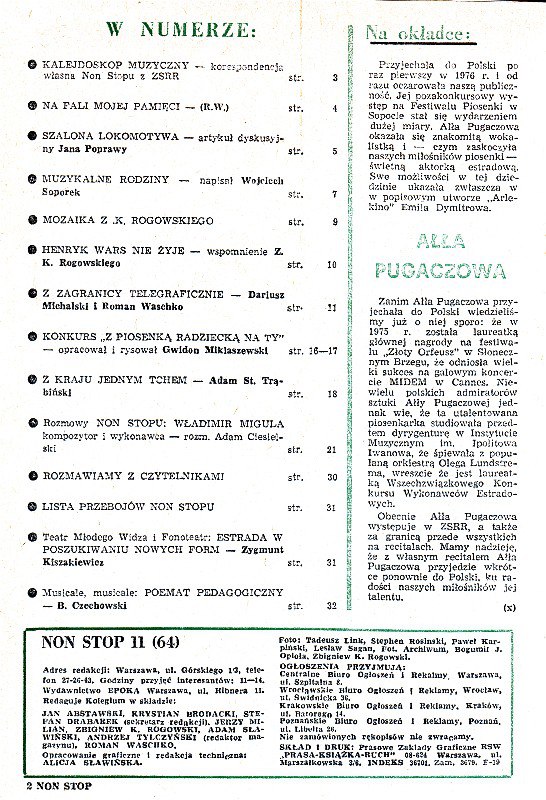 W NUMERZE:
KALEJDOSKOP MUZYCZNY — korespondencja
własna Non Stopu z ZSRR str. 3
NA FALI MOJEJ PAMIĘCI — (R.W.) str. 4
SZALONA LOKOMOTYWA — artykuł dyskusyj-
ny Jana Poprawy str. 5
MUZYKALNE RODZINY — napisał Wojciech
Soporek str. 7
MOZAIKA Z .K. ROGOWSKIEGO str. 9
HENRYK WARS NIE ŻYJE — wspomnienie Z.
K. Rogowskiego str. 10
Z ZAGRANICY TELEGRAFICZNIE — Dariusz
Michalski i Roman Waschko str. 11
KONKURS „Z PIOSENKĄ RADZIECKĄ NA TY"
— opracował i rysował Gwidon Miklaszewski str. 16—17
Z KRAJU JEDNYM TCHEM — Adam St. Trą-
biński str. 18
Rozmowy NON STOPU: WŁADIMIR MIGULA
kompozytor i wykonawca — rozm. Adam Ciesiel-
ski str. 21
ROZMAWIAMY Z CZYTELNIKAMI str. 30
LISTA PRZEBOJÓW NON STOPU str. 31
Teatr Młodego Widza i Fonoteatr: ESTRADA W
POSZUKIWANIU NOWYCH FORM — Zygmunt
Kiszakiewicz str. 31
Musicale, musicale: POEMAT PEDAGOGICZNY
— B. Czechowski str. 32
Na okładce:
Przyjechała do Polski po
raz pierwszy w 1976 r. i od
razu oczarowała naszą publicz-
ność. Jej pozakonkursowy wy-
stęp na Festiwalu Piosenki w
Sopocie stał się wydarzeniem
dużej miary. Ałła Pugaczowa
okazała się znakomitą woka-
listką i — czym zaskoczyła
naszych miłośników piosenki —
świetną aktorką estradową.
Swe możliwości w tej dzie-
dzinie ukazała zwłaszcza w
w popisowym utworze „Arle-
kino" Emila Dymitrowa.
AŁŁA
PUGACZOWA
Zanim Ałła Pugaczowa przy-
jechała do Polski wiedzieliś-
my już o niej sporo: że w
1975 r. została laureatką
głównej nagrody na festiwa-
lu „Złoty Orfeusz" w Słonecz-
nym Brzegu, że odniosła wiel-
ki sukces na galowym koncer-
cie MIDEM w Cannes. Nie-
wielu polskich admiratorów
sztuki Ałły Pugaczowej jed-
nak wie, że ta utalentowana
piosenkarka studiowała przed-
tem dyrygenturę w Instytucie
Muzycznym im. Ipolitowa
Iwanowa, że śpiewała z popu-
larną orkiestrą Olega Lundstre-
ma, wreszcie że jest laureat-
ką Wszechzwiązkowego Kon-
kursu Wykonawców Estrado-
wych.
Obecnie Ałła Pugaczowa
występuje w ZSRR, a także
za granicą przede wszystkich
na recitalach. Mamy nadzieję,
że z własnym recitalem Ałła
Pugaczowa przyjedzie wkrót-
ce ponownie do Polski, ku ra-
dości naszych miłośników jej
talentu.
(x)
NON STOP 11 (64)
Adres redakcji: Warszawa, ul. Górskiego 1/3, tele-
fon 27-26-43. Godziny przyjęć interesantów: 11—14.
Wydawnictwo EPOKA Warszawa, ul. Hibnera 11.
Redaguje Kolegium w składzie:
JAN ABSTAWSKI, KRYSTIAN BRODACKI, STE-
FAN DRABAREK (sekretarz redakcji), JERZY MI-
LIAN, ZBIGNIEW K. ROGOWSKI, ADAM SŁA-
WIŃSKI, ANDRZEJ TYLCZYŃSKI (redaktor ma-
gazynu), ROMAN WASCHKO.
Opracowanie graficzne i redakcja techniczna:
ALICJA SŁAWIŃSKA.
Foto: Tadeusz Link, Stephen Rosiński, Paweł Kar-
piński, Lesław Sagan, Fot. Archiwum, Bogumił J.
Opioła, Zbigniew K. Rogowski.
OGŁOSZENIA PRZYJMUJĄ:
Centralne Biuro Ogłoszeń i Reklamy, Warszawa,
ul. Szpitalna 8.
Wrocławskie Biuro Ogłoszeń i Reklamy, Wrocław,
ul. Świdnicka 36.
Krakowskie Biuro Ogłoszeń i Reklamy, Kraków,
ul. Batorego 14.
Poznańskie Biuro Ogłoszeń i Reklamy, Poznań,
ul. Libelta 26.
Nie zamówionych rękopisów nie zwracamy.
SKŁAD I DRUK: Prasowe Zakłady Graficzne RSW
„PRASA-KSIĄŻKA-RUCH" 08-624 Warszawa, ul.
Marszałkowska 3/5, INDEKS 36701. Zam. 3679. F-19
2 NON STOP